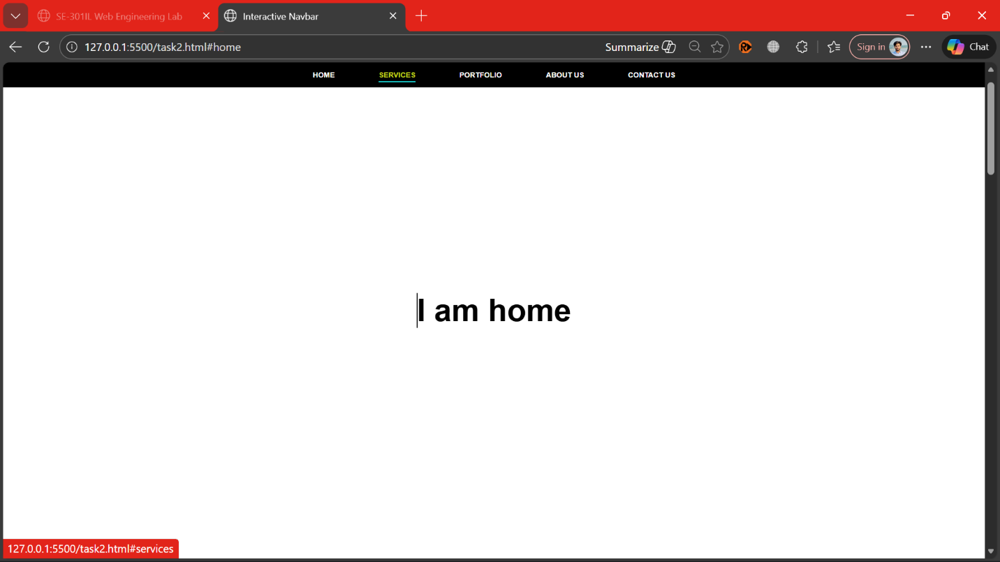 SE-301IL Web Engineering Lab
Interactive Navbar
127.0.0.1:5500/task2.html#home
Summarize
Sign in
Chat
HOME SERVICES PORTFOLIO ABOUT US CONTACT US
I am home
127.0.0.1:5500/task2.html#services